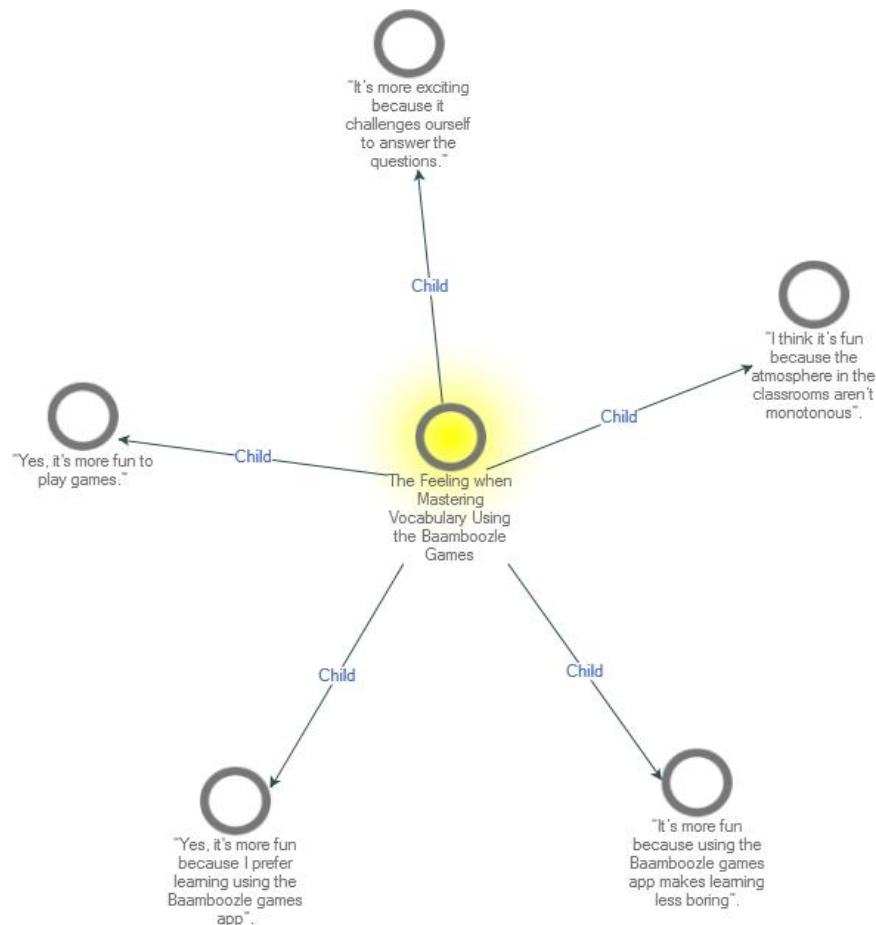 "It's more exciting
because it
challenges ourself
to answer the
questions."
Child
"I think it's fun
because the
atmosphere in the
classrooms aren't
monotonous".
Child
"Yes, it's more fun to
play games."
Child
The Feeling when
Mastering
Vocabulary Using
the Baamboozle
Games
Child
Child
"Yes, it's more fun
because I prefer
learning using the
Baamboozle games
app".
"It's more fun
because using the
Baamboozle games
app makes learning
less boring".